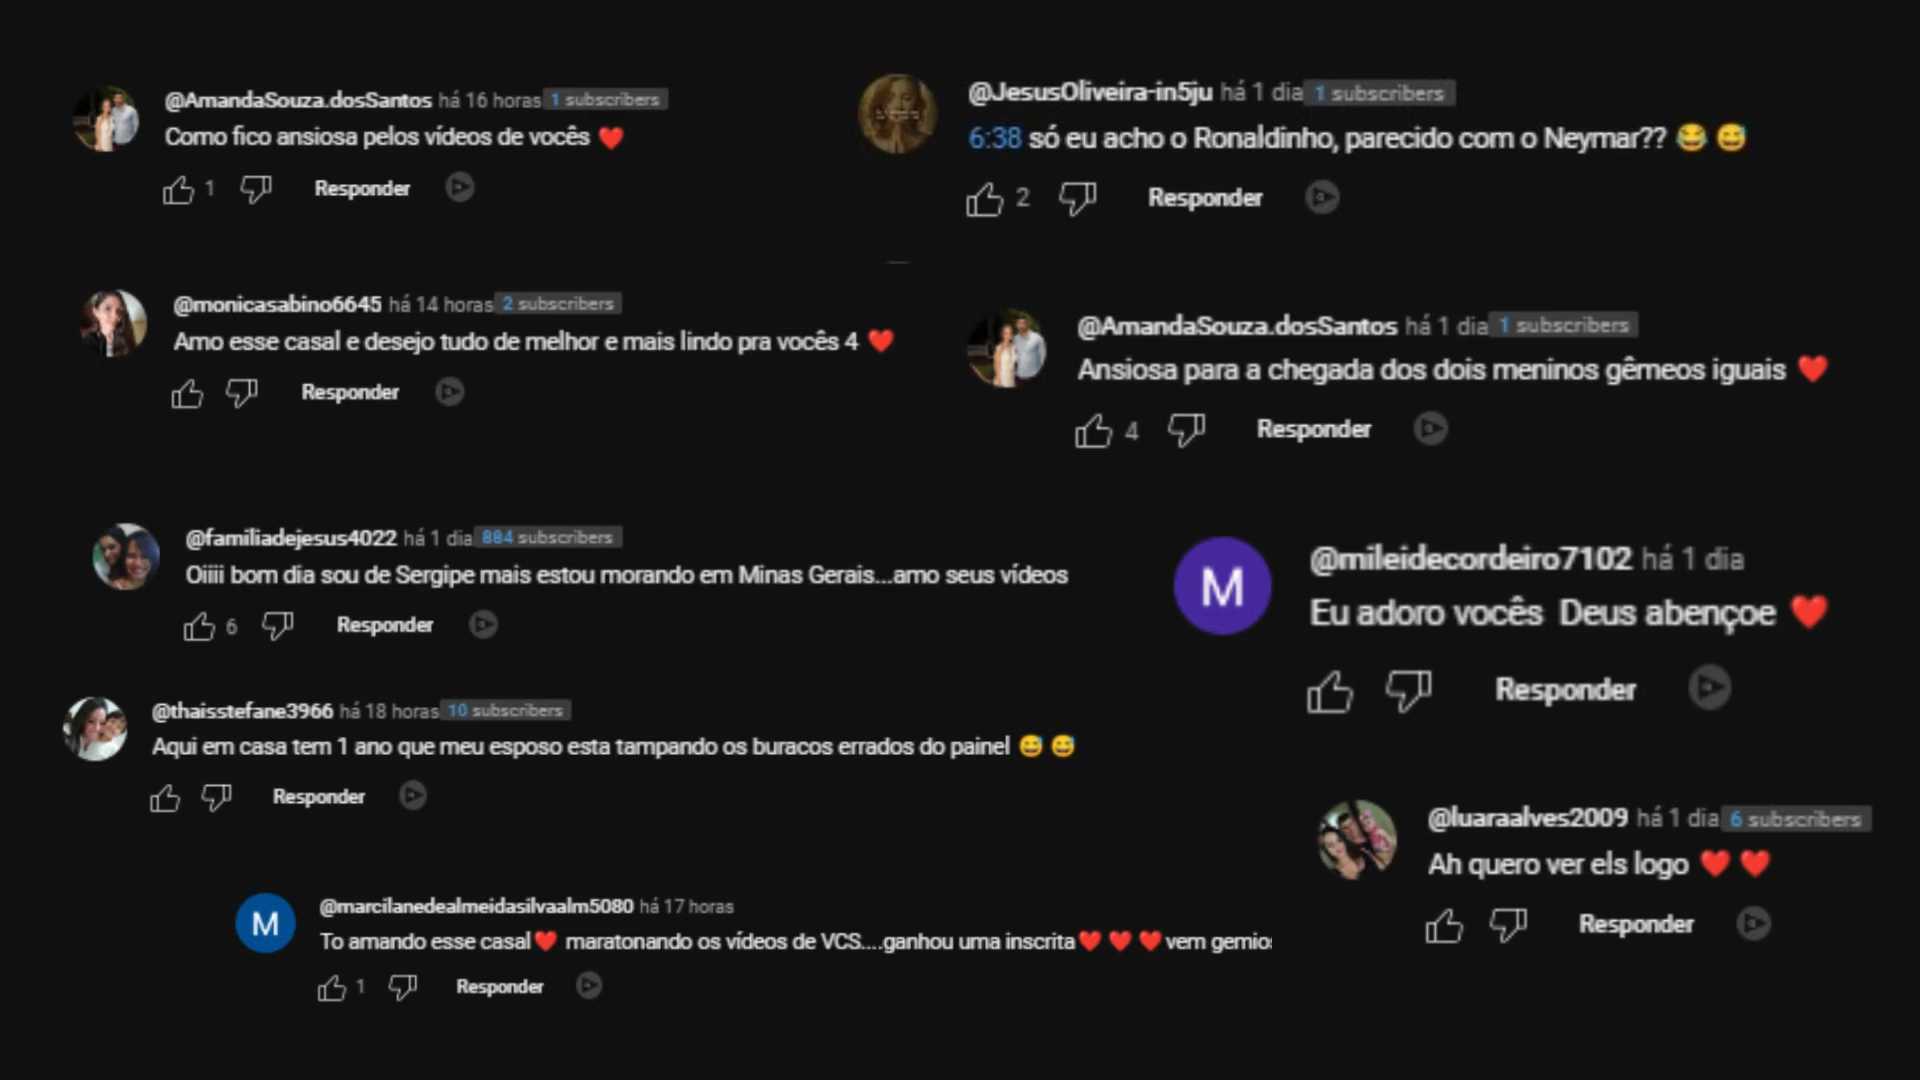 @AmandaSouza.dosSantos há 16 horas 1 subscribers
Como fico ansiosa pelos vídeos de vocês ❤️
1 Responder
@monicasabino6645 há 14 horas 2 subscribers
Amo esse casal e desejo tudo de melhor e mais lindo pra vocês 4 ❤️
Responder
@familiadejesus4022 há 1 dia 884 subscribers
Oiiii bom dia sou de Sergipe mais estou morando em Minas Gerais...amo seus vídeos
6 Responder
@thaisstefane3966 há 18 horas 10 subscribers
Aqui em casa tem 1 ano que meu esposo esta tampando os buracos errados do painel 😅 😅
Responder
M
@marcilanedealmeidasilvaalm5080 há 17 horas
To amando esse casal❤️ maratonando os vídeos de VCS....ganhou uma inscrita❤️ ❤️ ❤️vem gemio
1 Responder
@JesusOliveira-in5ju há 1 dia 1 subscribers
6:38 só eu acho o Ronaldinho, parecido com o Neymar?? 😂 😅
2 Responder
@AmandaSouza.dosSantos há 1 dia 1 subscribers
Ansiosa para a chegada dos dois meninos gêmeos iguais ❤️
4 Responder
M
@mileidecordeiro7102 há 1 dia
Eu adoro vocês Deus abençoe ❤️
Responder
@luaraalves2009 há 1 dia 6 subscribers
Ah quero ver els logo ❤️ ❤️
Responder